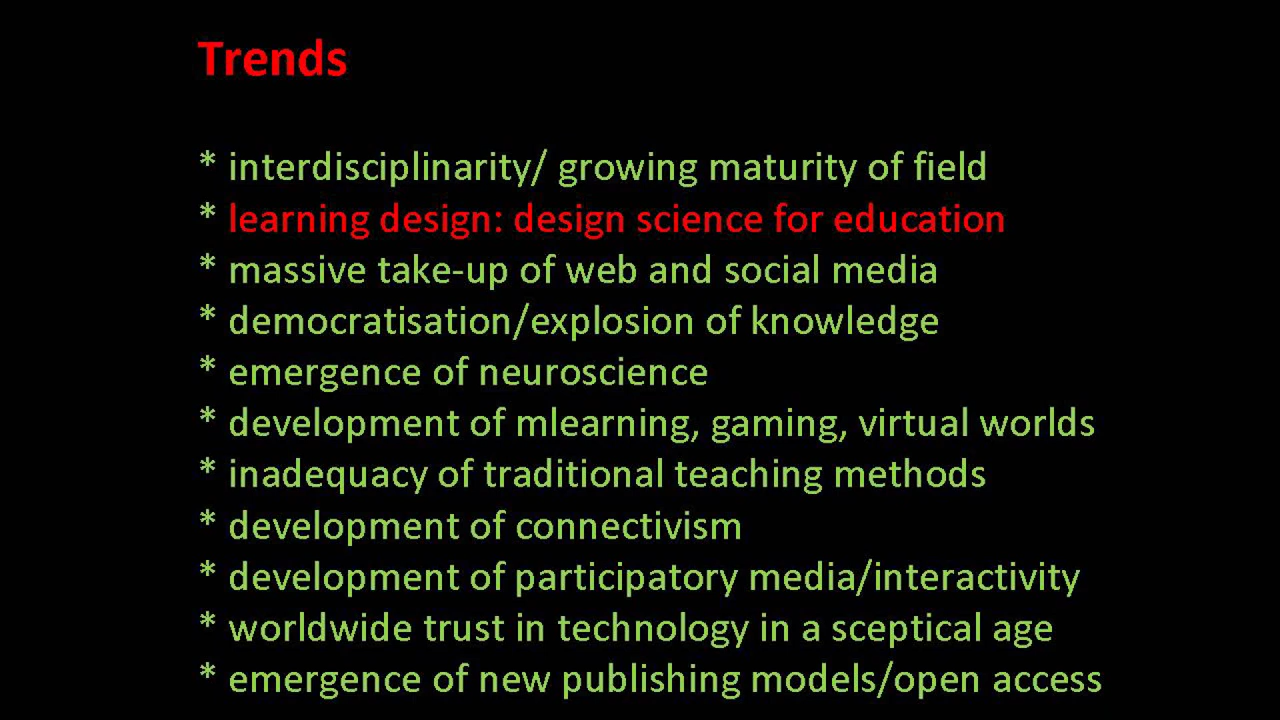 Trends
* interdisciplinarity/ growing maturity of field
* learning design: design science for education
* massive take-up of web and social media
* democratisation/explosion of knowledge
* emergence of neuroscience
* development of mlearning, gaming, virtual worlds
* inadequacy of traditional teaching methods
* development of connectivism
* development of participatory media/interactivity
* worldwide trust in technology in a sceptical age
* emergence of new publishing models/open access